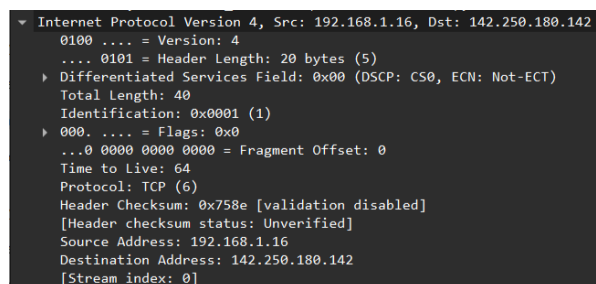 Internet Protocol Version 4, Src: 192.168.1.16, Dst: 142.250.180.142
0100 .... = Version: 4
.... 0101 = Header Length: 20 bytes (5)
Differentiated Services Field: 0x00 (DSCP: CS0, ECN: Not-ECT)
Total Length: 40
Identification: 0x0001 (1)
000. .... = Flags: 0x0
...0 0000 0000 0000 = Fragment Offset: 0
Time to Live: 64
Protocol: TCP (6)
Header Checksum: 0x758e [validation disabled]
[Header checksum status: Unverified]
Source Address: 192.168.1.16
Destination Address: 142.250.180.142
[Stream index: 0]